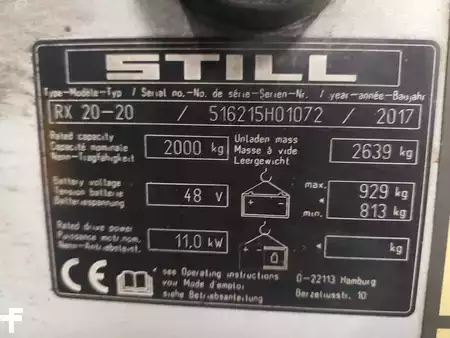 STILL
Type-Modèle-Typ / Serial no.-No. de série-Serien-Nr. / year-année-Baujahr
RX 20-20 / 516215H01072 / 2017
Rated capacity
Capacité nominale
Nenn-Tragfähigkeit
2000 kg
Unladen mass
Masse à vide
Leergewicht
2639 kg
Battery voltage
Tension batterie
Batteriespannung
48 V
max. 929 kg
min. 813 kg
Rated drive power
Puissance motr.nom.
Nenn-Antriebsleist.
11.0 kW
kg
CE
see Operating instructions
voir Mode d'emploi
siehe Betriebsanleitung
D-22113 Hamburg
Berzeliusstr. 10